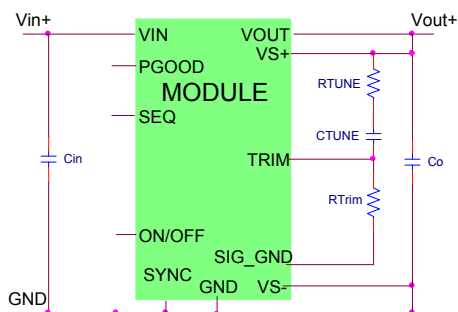 Vin+
Vout+
VIN
VOUT
VS+
PGOOD
RTUNE
MODULE
SEQ
CTUNE
Cin
TRIM
Co
RTrim
ON/OFF
SIG_GND
SYNC
GND
VS-
GND